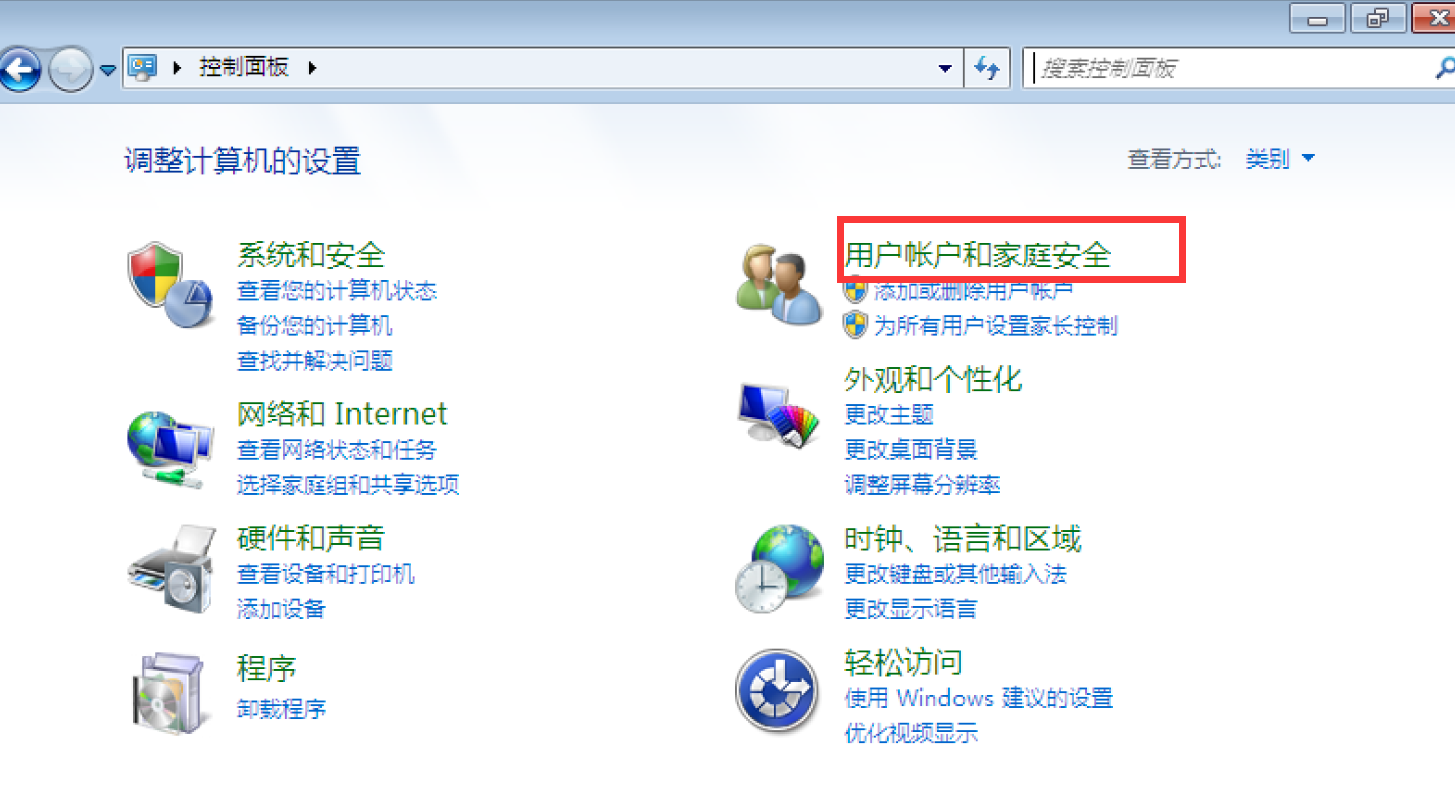 控制面板
搜索控制面板
调整计算机的设置
查看方式: 类别
系统和安全
查看您的计算机状态
备份您的计算机
查找并解决问题
网络和 Internet
查看网络状态和任务
选择家庭组和共享选项
硬件和声音
查看设备和打印机
添加设备
程序
卸载程序
用户帐户和家庭安全
添加或删除用户帐户
为所有用户设置家长控制
外观和个性化
更改主题
更改桌面背景
调整屏幕分辨率
时钟、语言和区域
更改键盘或其他输入法
更改显示语言
轻松访问
使用 Windows 建议的设置
优化视频显示